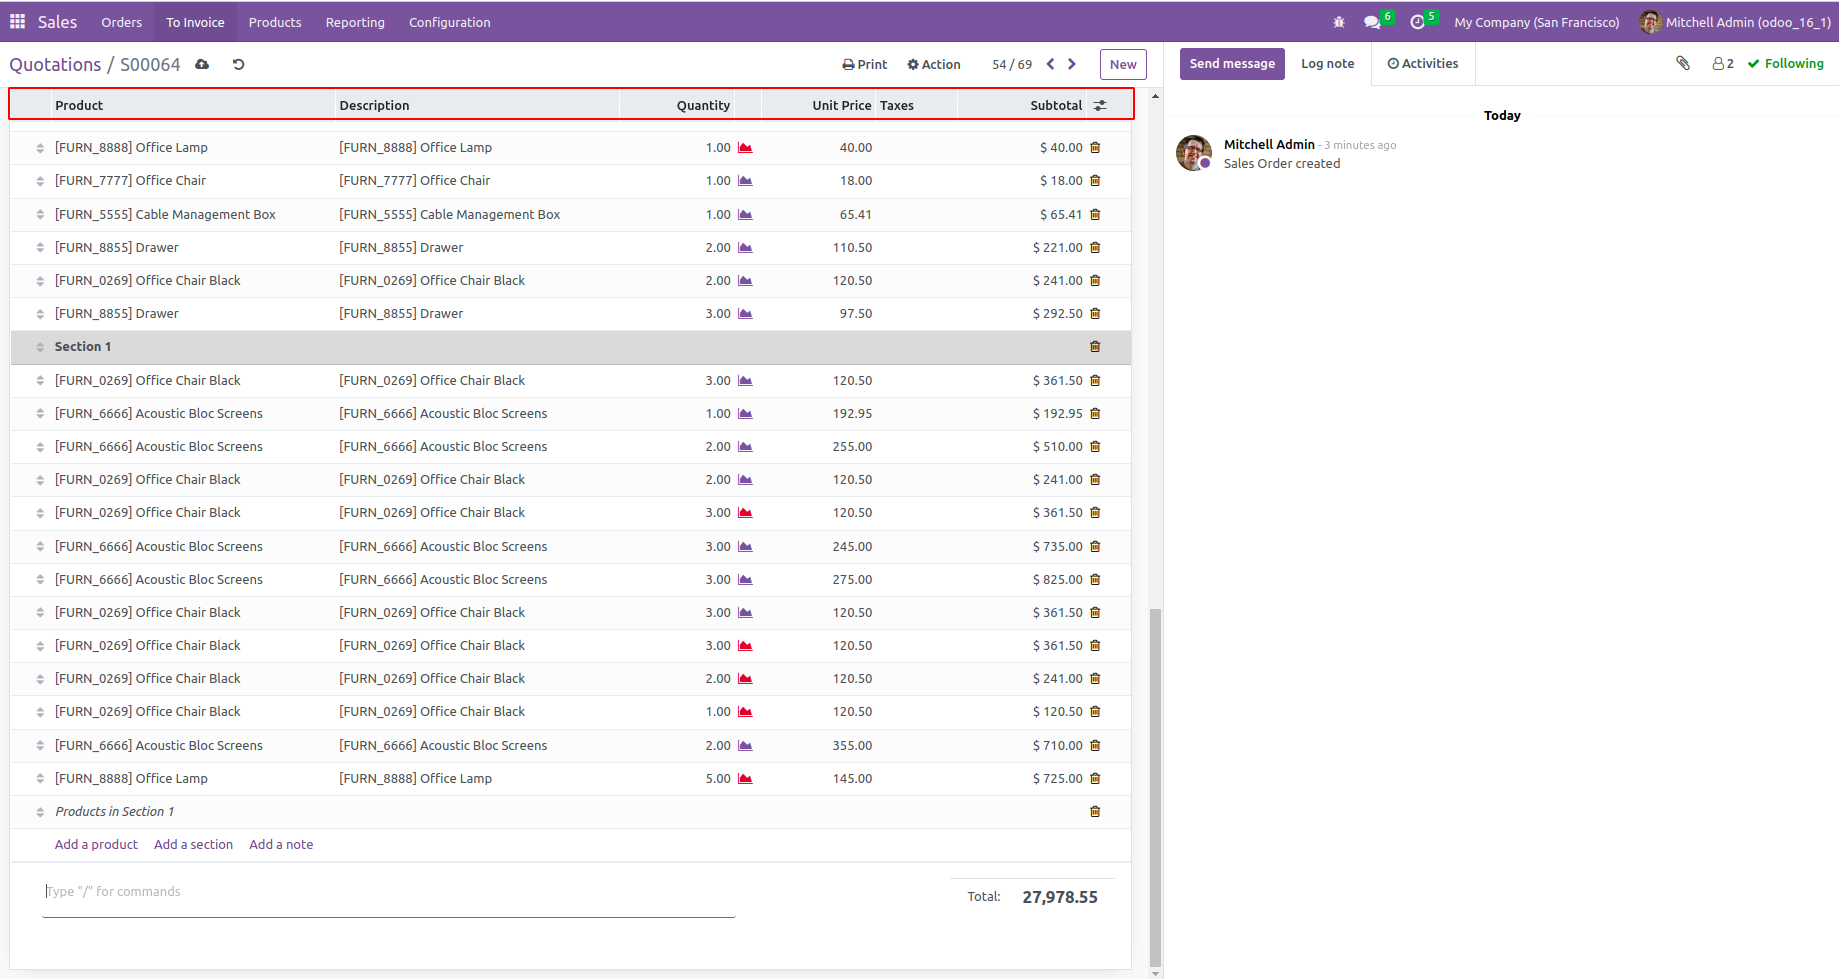 Sales Orders To Invoice Products Reporting Configuration 6 5 My Company (San Francisco) Mitchell Admin (odoo_16_1)
Quotations / S00064 Print Action 54 / 69 New
Send message Log note Activities 2 Following
Product Description Quantity Unit Price Taxes Subtotal
[FURN_8888] Office Lamp [FURN_8888] Office Lamp 1.00 40.00 $ 40.00
[FURN_7777] Office Chair [FURN_7777] Office Chair 1.00 18.00 $ 18.00
[FURN_5555] Cable Management Box [FURN_5555] Cable Management Box 1.00 65.41 $ 65.41
[FURN_8855] Drawer [FURN_8855] Drawer 2.00 110.50 $ 221.00
[FURN_0269] Office Chair Black [FURN_0269] Office Chair Black 2.00 120.50 $ 241.00
[FURN_8855] Drawer [FURN_8855] Drawer 3.00 97.50 $ 292.50
Section 1
[FURN_0269] Office Chair Black [FURN_0269] Office Chair Black 3.00 120.50 $ 361.50
[FURN_6666] Acoustic Bloc Screens [FURN_6666] Acoustic Bloc Screens 1.00 192.95 $ 192.95
[FURN_6666] Acoustic Bloc Screens [FURN_6666] Acoustic Bloc Screens 2.00 255.00 $ 510.00
[FURN_0269] Office Chair Black [FURN_0269] Office Chair Black 2.00 120.50 $ 241.00
[FURN_0269] Office Chair Black [FURN_0269] Office Chair Black 3.00 120.50 $ 361.50
[FURN_6666] Acoustic Bloc Screens [FURN_6666] Acoustic Bloc Screens 3.00 245.00 $ 735.00
[FURN_6666] Acoustic Bloc Screens [FURN_6666] Acoustic Bloc Screens 3.00 275.00 $ 825.00
[FURN_0269] Office Chair Black [FURN_0269] Office Chair Black 3.00 120.50 $ 361.50
[FURN_0269] Office Chair Black [FURN_0269] Office Chair Black 3.00 120.50 $ 361.50
[FURN_0269] Office Chair Black [FURN_0269] Office Chair Black 2.00 120.50 $ 241.00
[FURN_0269] Office Chair Black [FURN_0269] Office Chair Black 1.00 120.50 $ 120.50
[FURN_6666] Acoustic Bloc Screens [FURN_6666] Acoustic Bloc Screens 2.00 355.00 $ 710.00
[FURN_8888] Office Lamp [FURN_8888] Office Lamp 5.00 145.00 $ 725.00
Products in Section 1
Add a product Add a section Add a note
Type "/" for commands
Total: 27,978.55
Today
Mitchell Admin - 3 minutes ago
Sales Order created